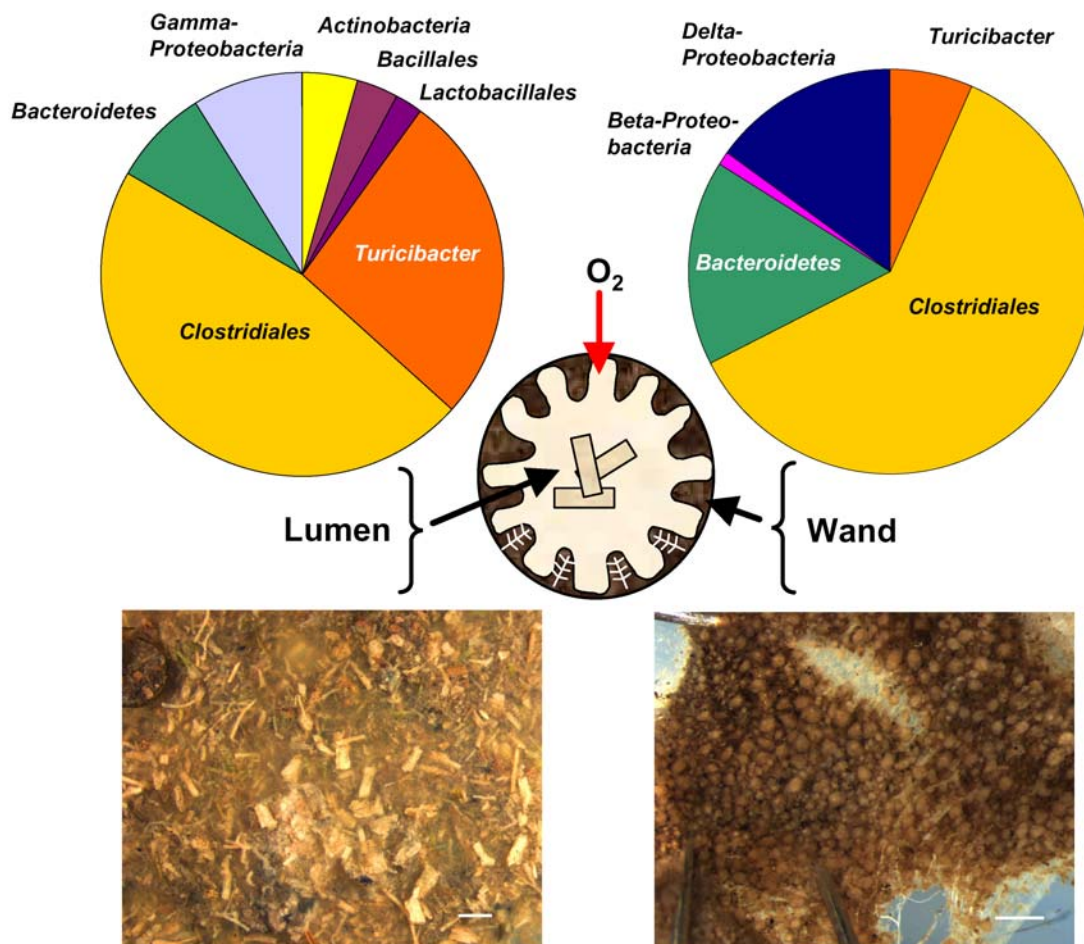 Gamma-
Proteobacteria
Actinobacteria
Bacillales
Lactobacillales
Bacteroidetes
Turicibacter
Clostridiales
Delta-
Proteobacteria
Turicibacter
Beta-Proteo-
bacteria
Bacteroidetes
Clostridiales
O₂
Lumen
Wand